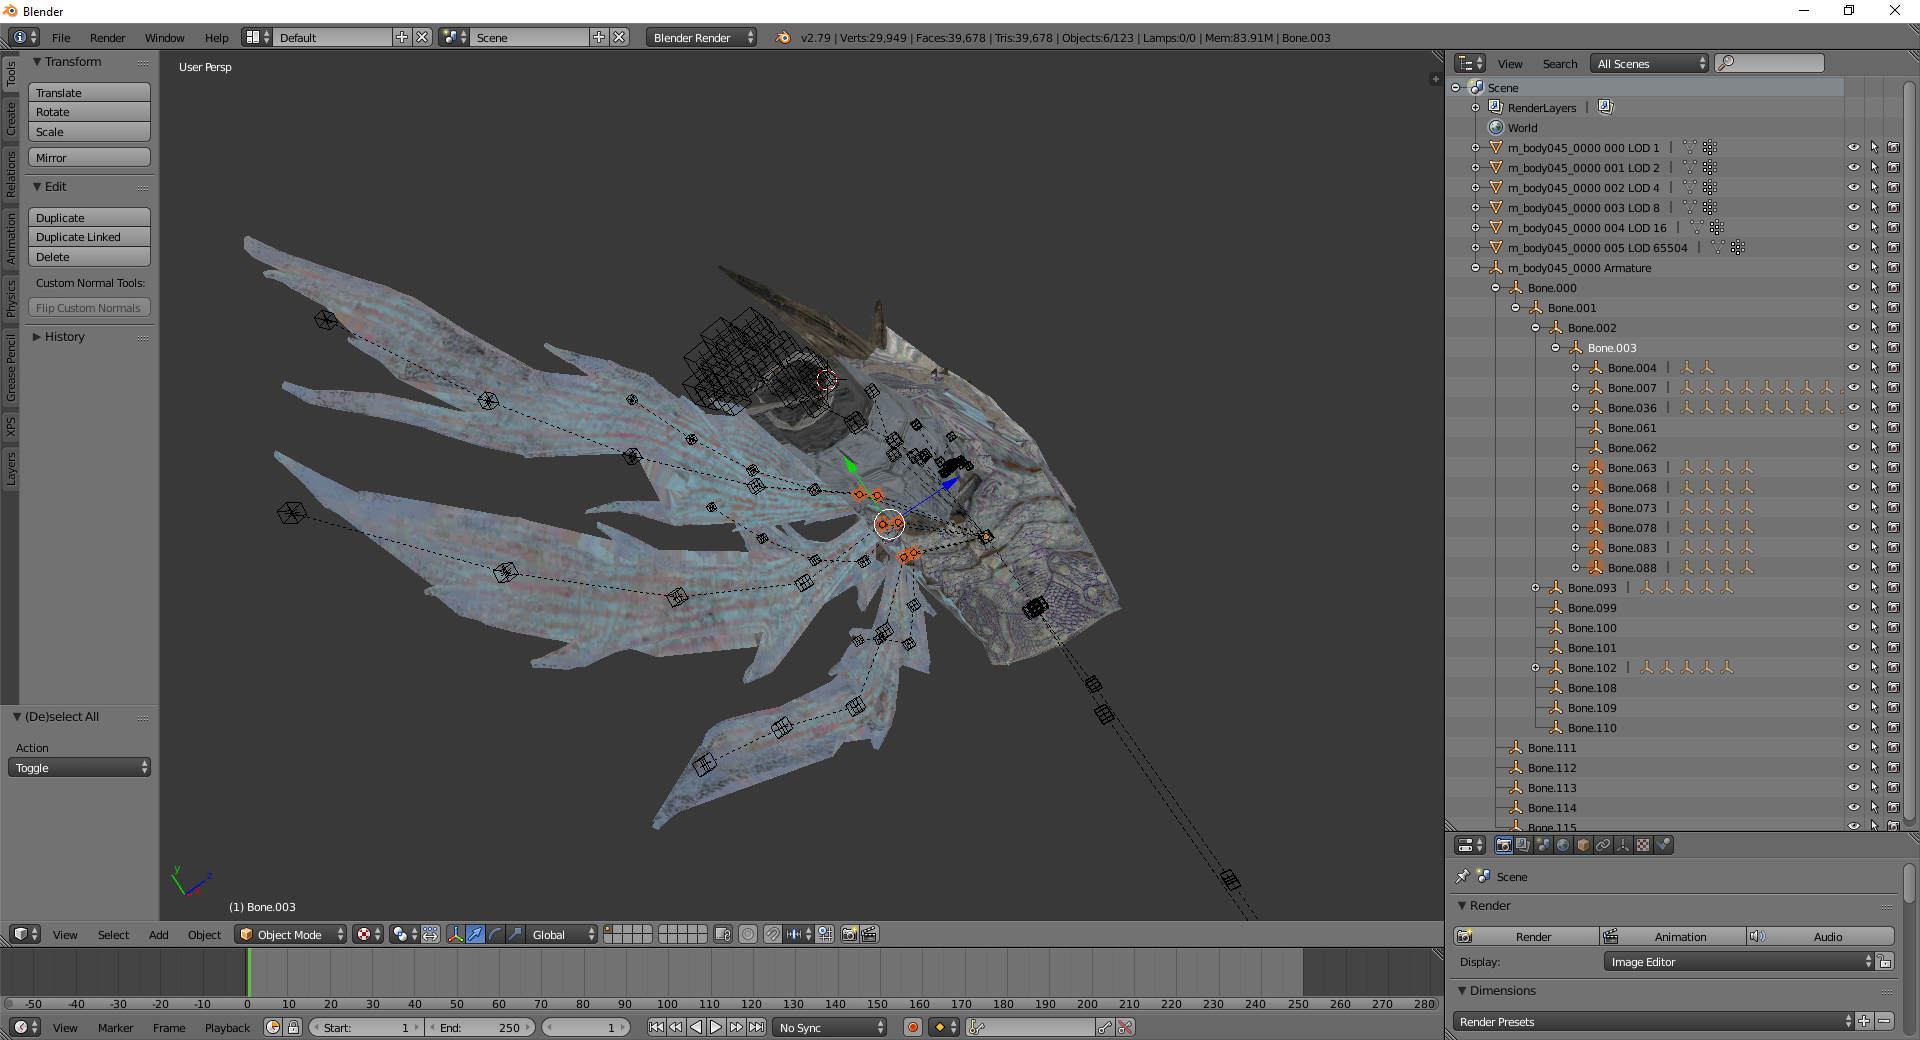 Blender
File Render Window Help Default Scene Blender Render v2.79 | Verts:29,949 | Faces:39,678 | Tris:39,678 | Objects:6/123 | Lamps:0/0 | Mem:83.91M | Bone.003
Tools
Create
Relations
Animation
Physics
Grease Pencil
XPS
Layers
Transform
Translate
Rotate
Scale
Mirror
Edit
Duplicate
Duplicate Linked
Delete
Custom Normal Tools:
Flip Custom Normals
History
(De)select All
Action
Toggle
User Persp
y
z
(1) Bone.003
View Select Add Object Object Mode Global
View Search All Scenes
Scene
RenderLayers |
World
m_body045_0000 000 LOD 1 |
m_body045_0000 001 LOD 2 |
m_body045_0000 002 LOD 4 |
m_body045_0000 003 LOD 8 |
m_body045_0000 004 LOD 16 |
m_body045_0000 005 LOD 65504 |
m_body045_0000 Armature
Bone.000
Bone.001
Bone.002
Bone.003
Bone.004 |
Bone.007 |
Bone.036 |
Bone.061
Bone.062
Bone.063 |
Bone.068 |
Bone.073 |
Bone.078 |
Bone.083 |
Bone.088 |
Bone.093 |
Bone.099
Bone.100
Bone.101
Bone.102 |
Bone.108
Bone.109
Bone.110
Bone.111
Bone.112
Bone.113
Bone.114
Bone.115
Scene
Render
Render Animation Audio
Display: Image Editor
Dimensions
Render Presets
-50 -40 -30 -20 -10 0 10 20 30 40 50 60 70 80 90 100 110 120 130 140 150 160 170 180 190 200 210 220 230 240 250 260 270 280
View Marker Frame Playback Start: 1 End: 250 1 No Sync